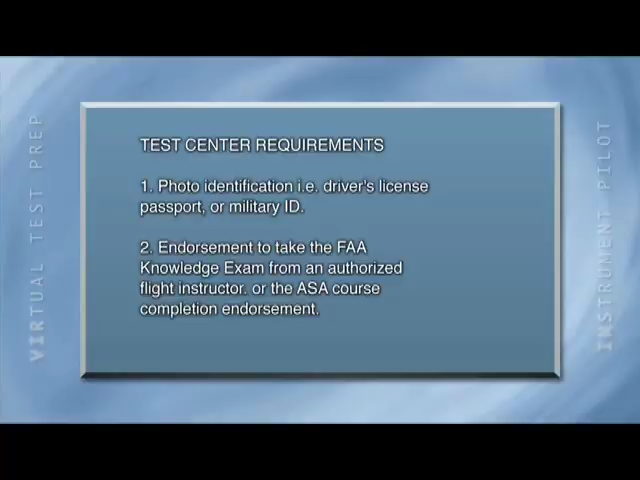 TEST CENTER REQUIREMENTS
1. Photo identification i.e. driver's license
passport, or military ID.
2. Endorsement to take the FAA
Knowledge Exam from an authorized
flight instructor. or the ASA course
completion endorsement.
VIRTUAL TEST PREP
INSTRUMENT PILOT